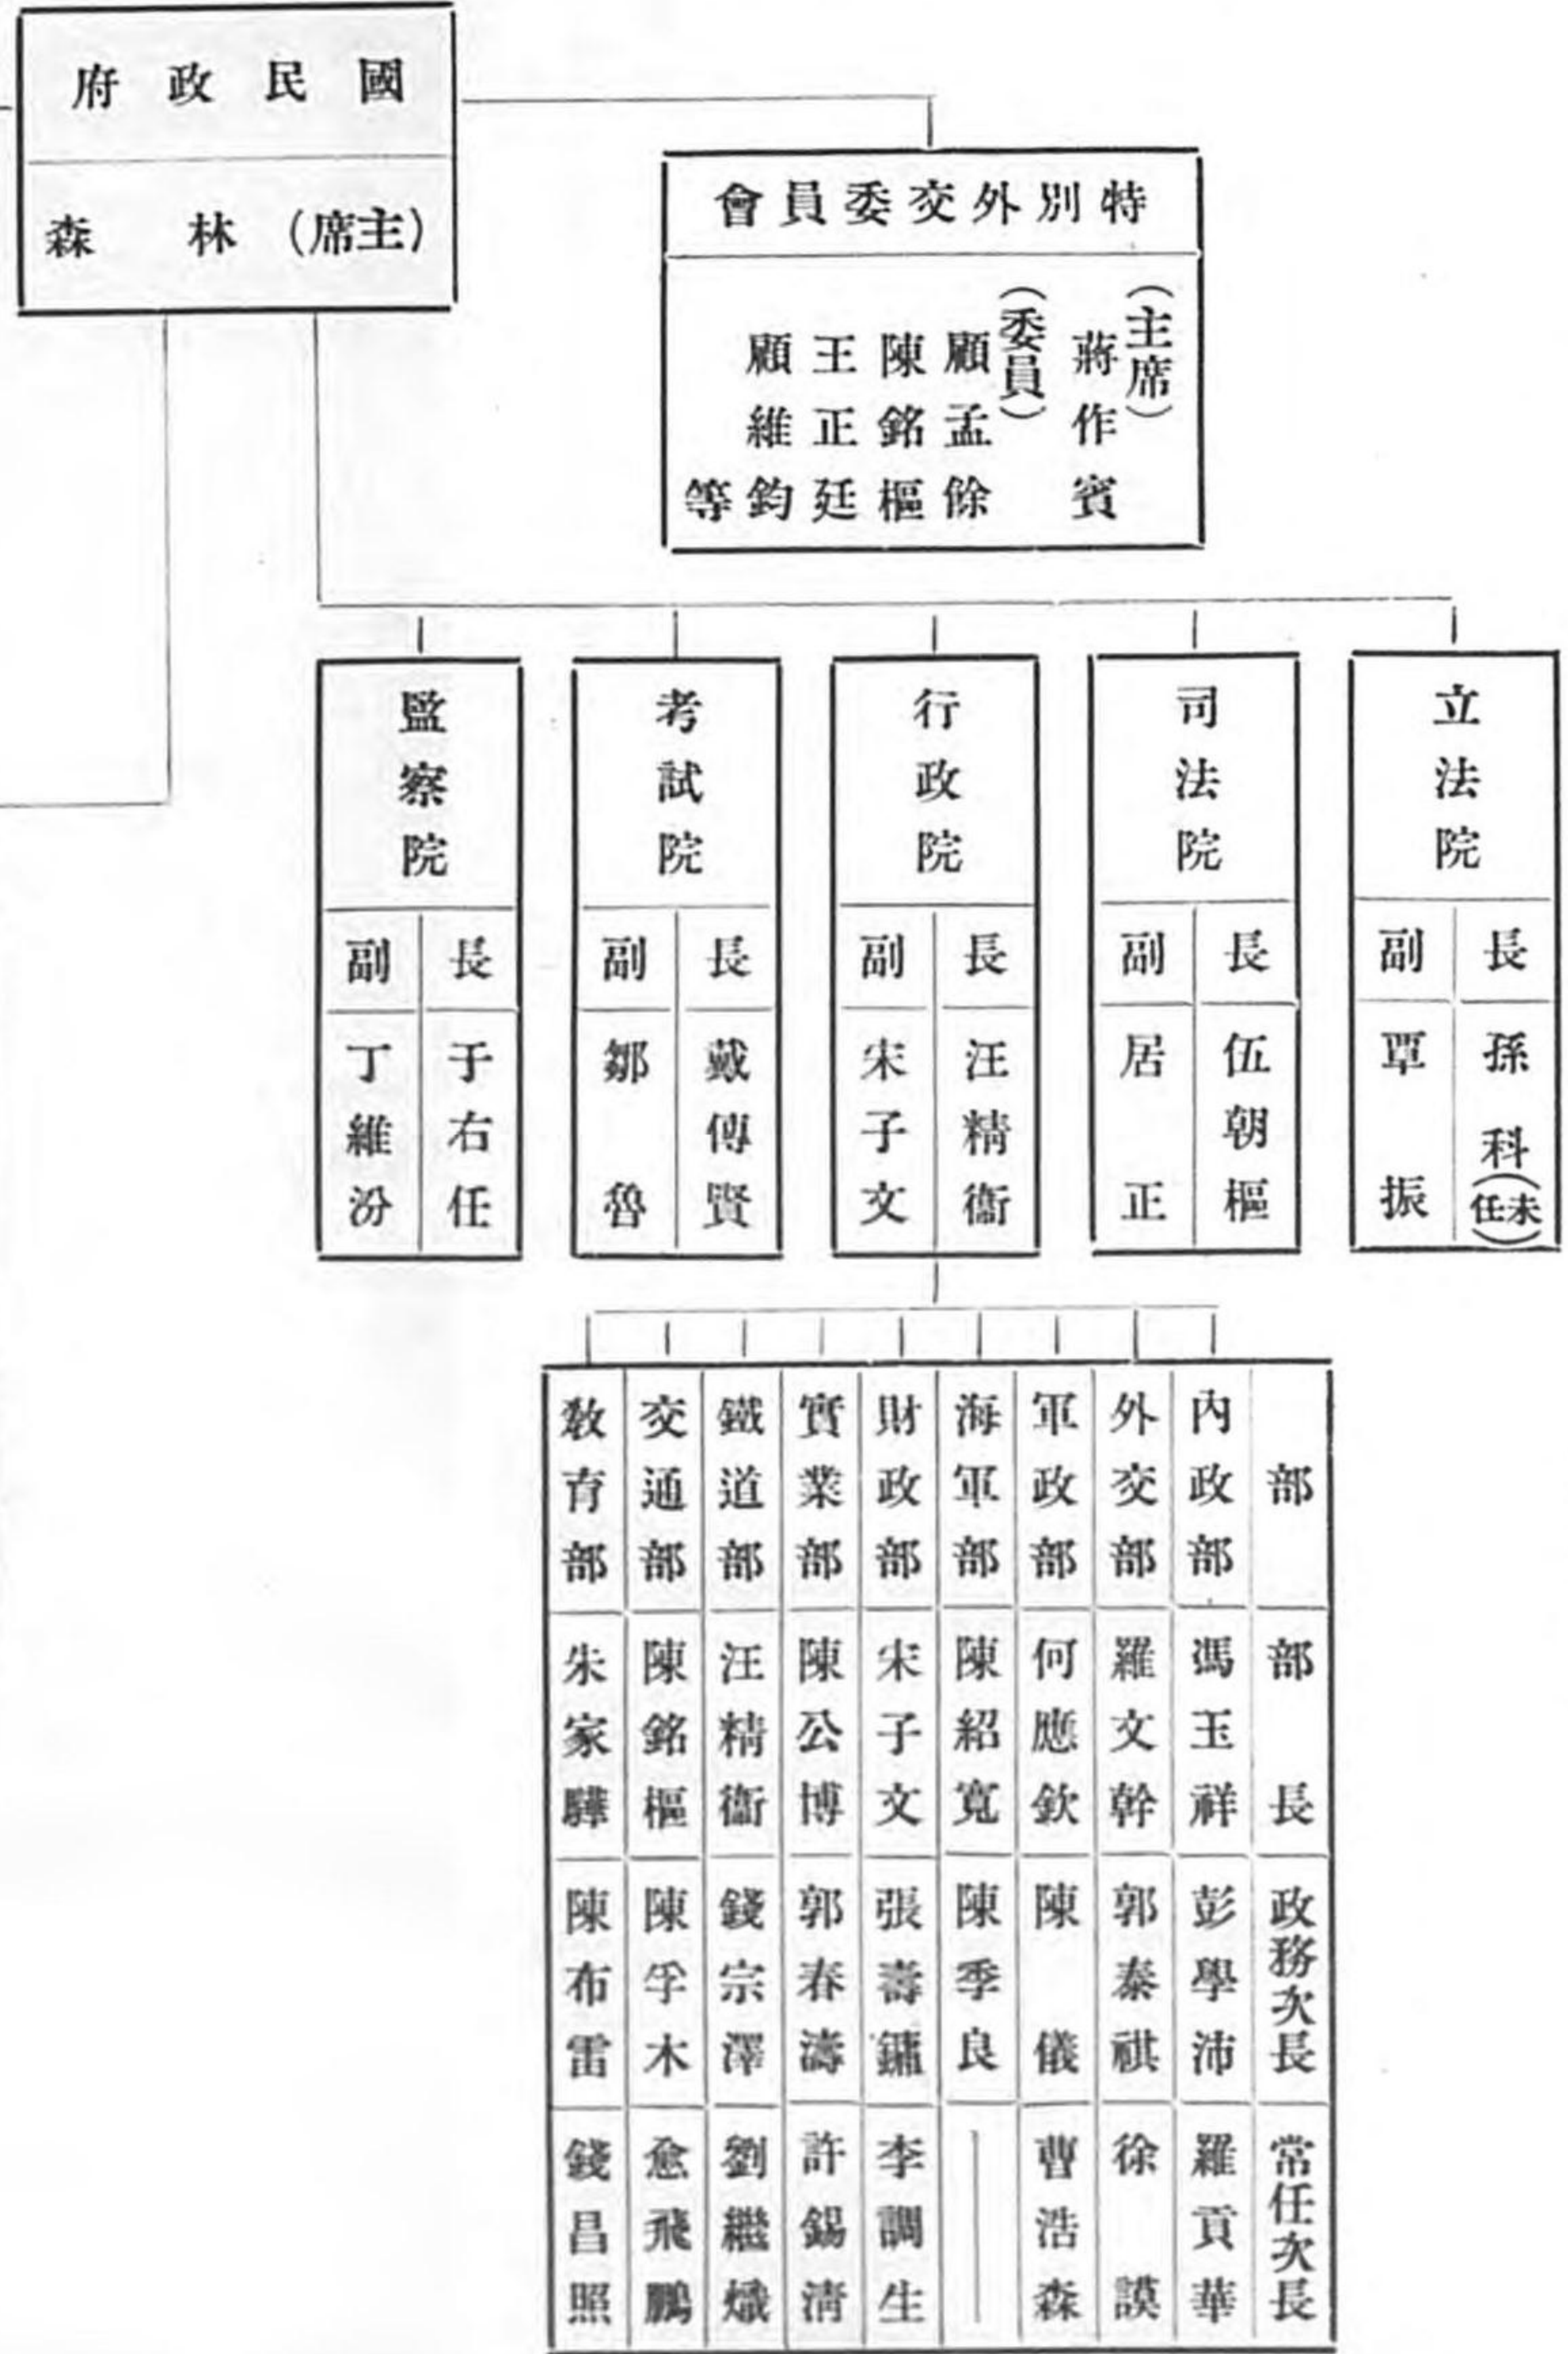 國民政府
(主席) 林 森
特別外交委員會
(主席)
蔣作賓
(委員)
顧孟餘
陳銘樞
王正廷
顧維鈞
等
立法院
長
孫科(未任)
副
覃振
司法院
長
伍朝樞
副
居正
行政院
長
汪精衞
副
宋子文
考試院
長
戴傅賢
副
鄒魯
監察院
長
于右任
副
丁維汾
部
部長
政務次長
常任次長
內政部
馮玉祥
彭學沛
羅貢華
外交部
羅文幹
郭泰祺
徐謨
軍政部
何應欽
陳儀
曹浩森
海軍部
陳紹寬
陳季良
—
財政部
宋子文
張壽鏞
李調生
實業部
陳公博
郭春濤
許錫清
鐵道部
汪精衞
錢宗澤
劉繼熾
交通部
陳銘樞
陳孚木
愈飛鵬
敎育部
朱家驊
陳布雷
錢昌照